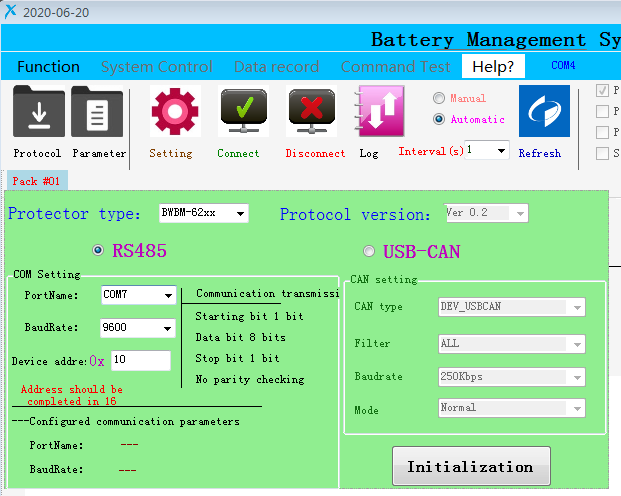 2020-06-20
Battery Management Sy
Function System Control Data record Command Test Help? COM4
Manual
Automatic
Interval(s) 1
Protocol Parameter Setting Connect Disconnect Log Refresh
P
P
P
S
Pack #01
Protector type: BWBM-62xx Protocol version: Ver 0.2
RS485 USB-CAN
COM Setting
PortName: COM7
BaudRate: 9600
Device addre: 0x 10
Address should be
completed in 16
Communication transmissi
Starting bit 1 bit
Data bit 8 bits
Stop bit 1 bit
No parity checking
---Configured communication parameters
PortName: ---
BaudRate: ---
CAN setting
CAN type DEV_USBCAN
Filter ALL
Baudrate 250Kbps
Mode Normal
Initialization